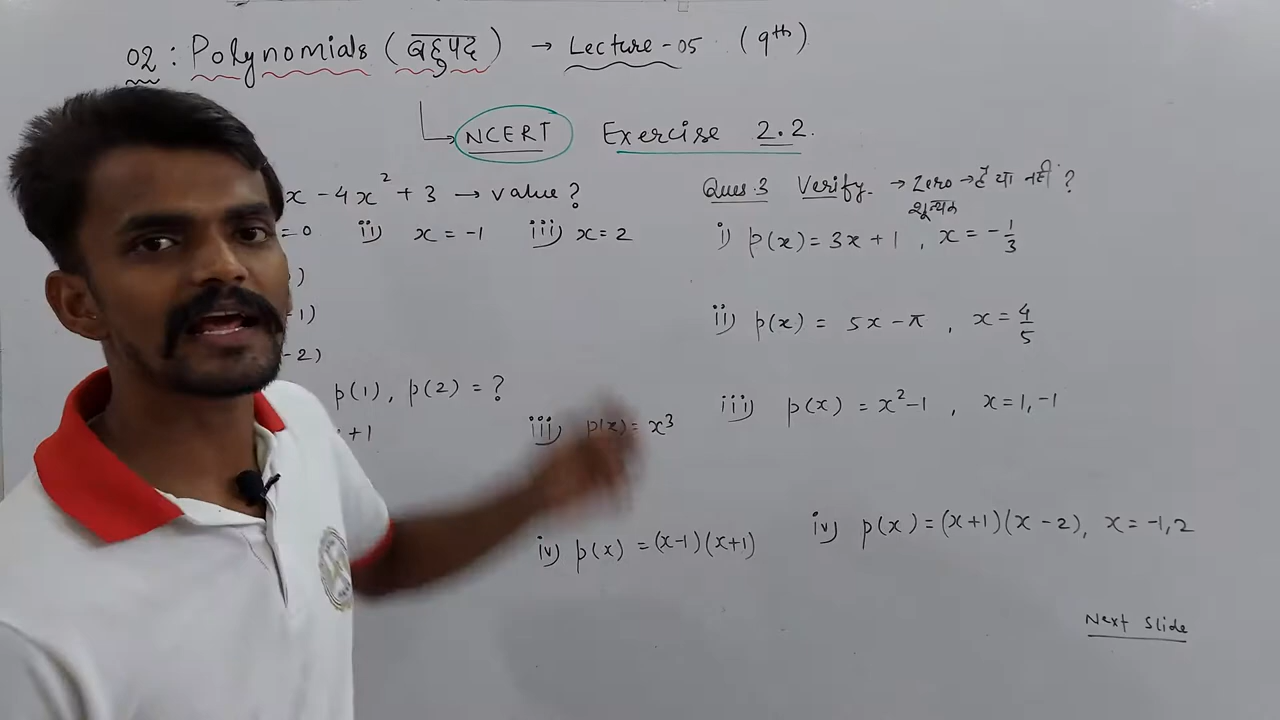 02 : Polynomials (बहुपद) → Lecture-05 (9th)
NCERT Exercise 2.2.
x - 4x² + 3 → value?
=0 ii) x = -1 iii) x = 2
)
1)
-2)
p(1), p(2) = ?
+1 iii) p(x) = x³
iv) p(x) = (x-1)(x+1)
Ques.3 Verify. → Zero → है या नहीं ?
शून्यक
i) p(x) = 3x + 1 , x = -1/3
ii) p(x) = 5x - π , x = 4/5
iii) p(x) = x² - 1 , x = 1, -1
iv) p(x) = (x+1)(x - 2), x = -1, 2
Next Slide